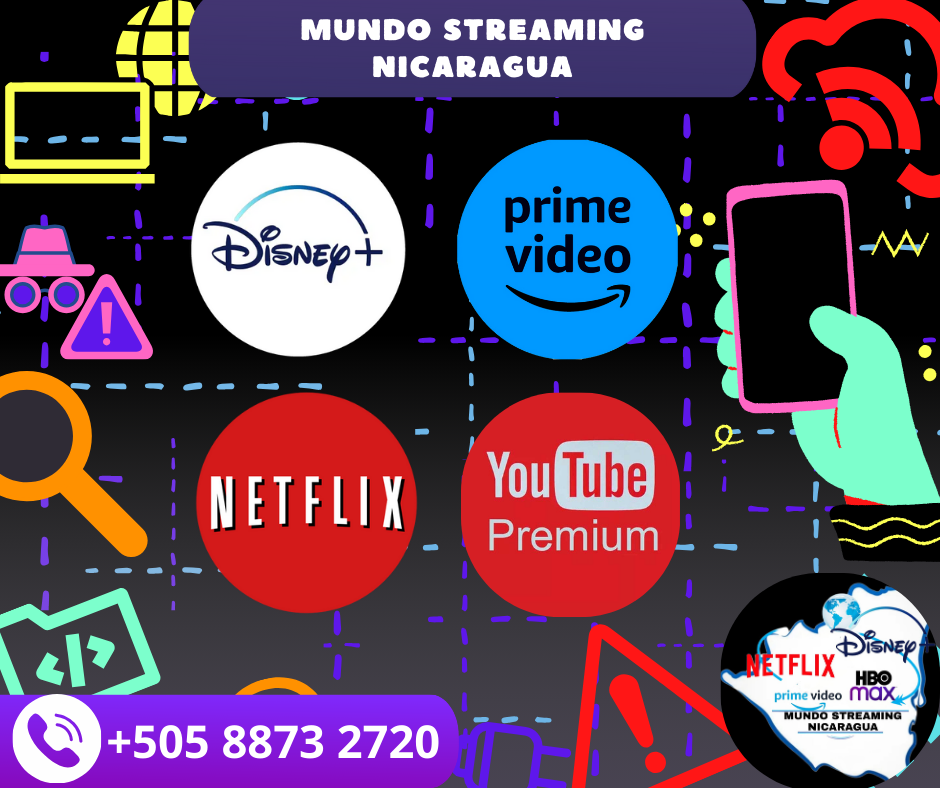 MUNDO STREAMING
NICARAGUA
Disney+
prime
video
NETFLIX
YouTube
Premium
</>
+505 8873 2720
DISNEY+
NETFLIX
HBO
max
prime video
MUNDO STREAMING
NICARAGUA